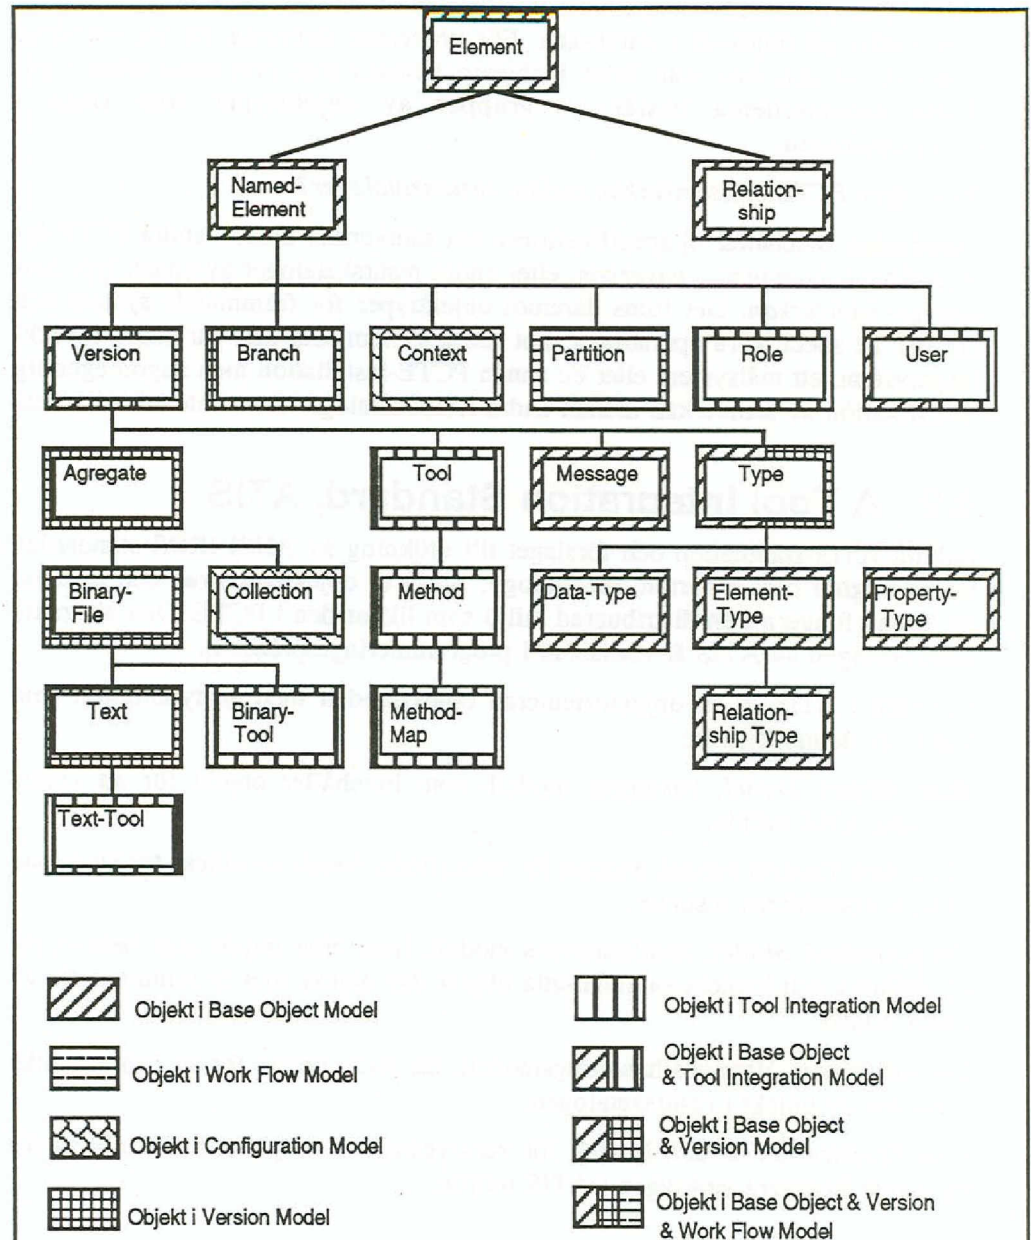 Element
Named-
Element
Relation-
ship
Version
Branch
Context
Partition
Role
User
Agregate
Tool
Message
Type
Binary-
File
Collection
Method
Data-Type
Element-
Type
Property-
Type
Text
Binary-
Tool
Method-
Map
Relation-
ship Type
Text-Tool
Objekt i Base Object Model
Objekt i Work Flow Model
Objekt i Configuration Model
Objekt i Version Model
Objekt i Tool Integration Model
Objekt i Base Object
& Tool Integration Model
Objekt i Base Object
& Version Model
Objekt i Base Object & Version
& Work Flow Model